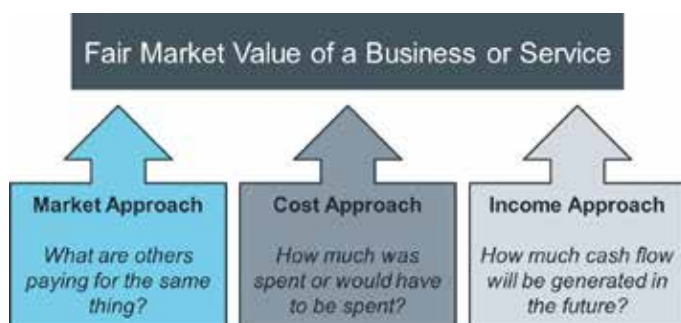 Fair Market Value of a Business or Service
Market Approach
What are others
paying for the same
thing?
Cost Approach
How much was
spent or would have
to be spent?
Income Approach
How much cash flow
will be generated in
the future?